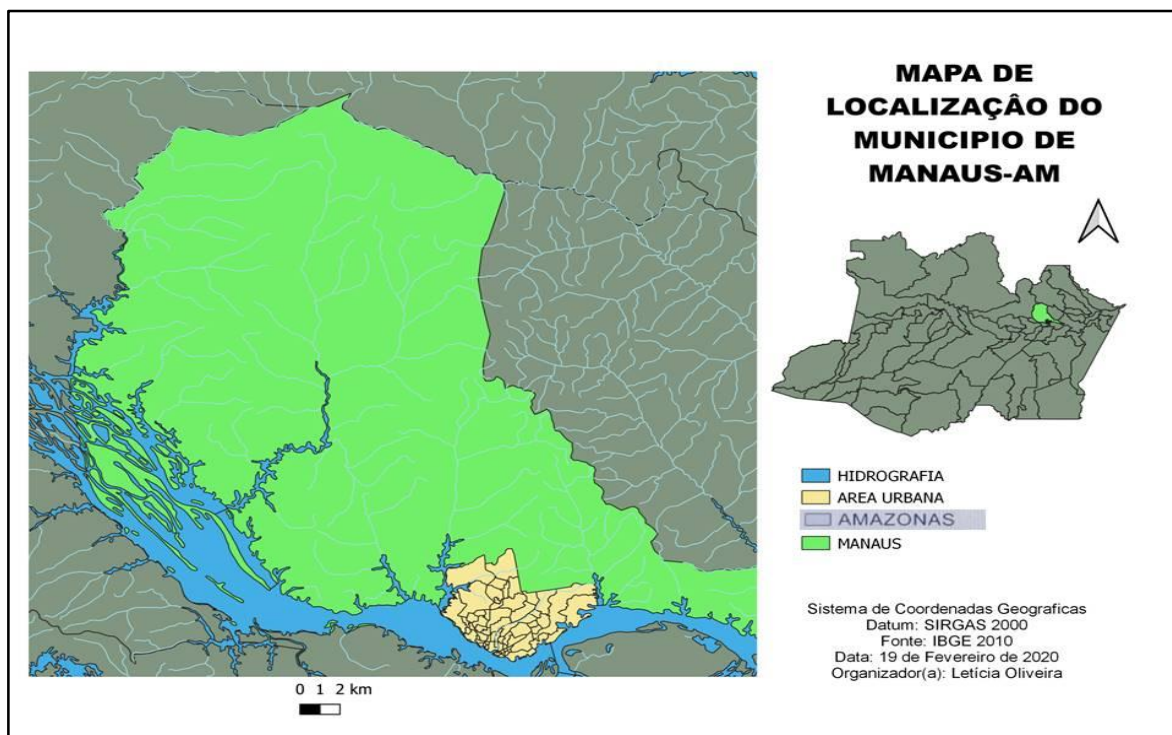 MAPA DE
LOCALIZAÇÂO DO
MUNICIPIO DE
MANAUS-AM
HIDROGRAFIA
AREA URBANA
AMAZONAS
MANAUS
Sistema de Coordenadas Geograficas
Datum: SIRGAS 2000
Fonte: IBGE 2010
Data: 19 de Fevereiro de 2020
Organizador(a): Letícia Oliveira
0 1 2 km